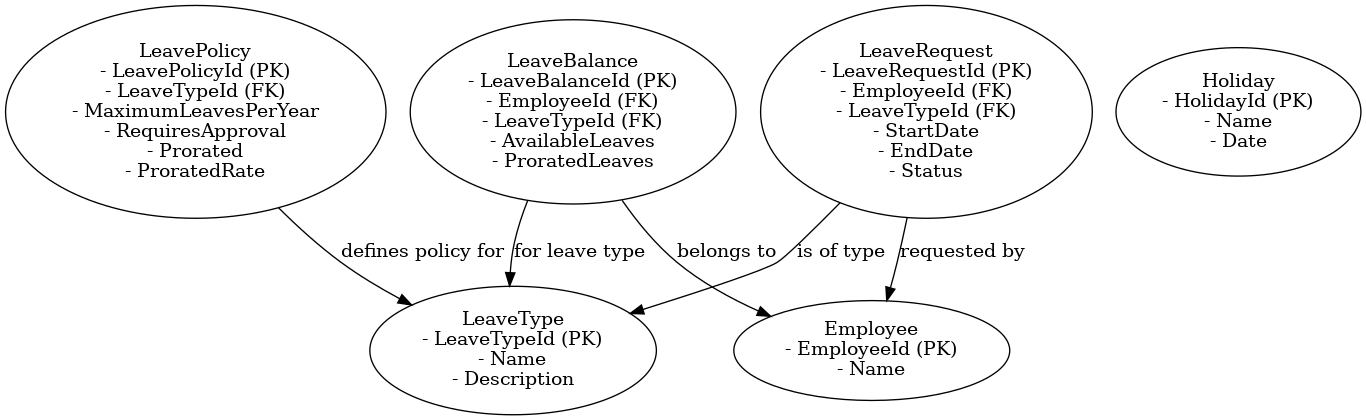 LeavePolicy
- LeavePolicyId (PK)
- LeaveTypeId (FK)
- MaximumLeavesPerYear
- RequiresApproval
- Prorated
- ProratedRate
LeaveBalance
- LeaveBalanceId (PK)
- EmployeeId (FK)
- LeaveTypeId (FK)
- AvailableLeaves
- ProratedLeaves
LeaveRequest
- LeaveRequestId (PK)
- EmployeeId (FK)
- LeaveTypeId (FK)
- StartDate
- EndDate
- Status
Holiday
- HolidayId (PK)
- Name
- Date
defines policy for
for leave type
belongs to
is of type
requested by
LeaveType
- LeaveTypeId (PK)
- Name
- Description
Employee
- EmployeeId (PK)
- Name